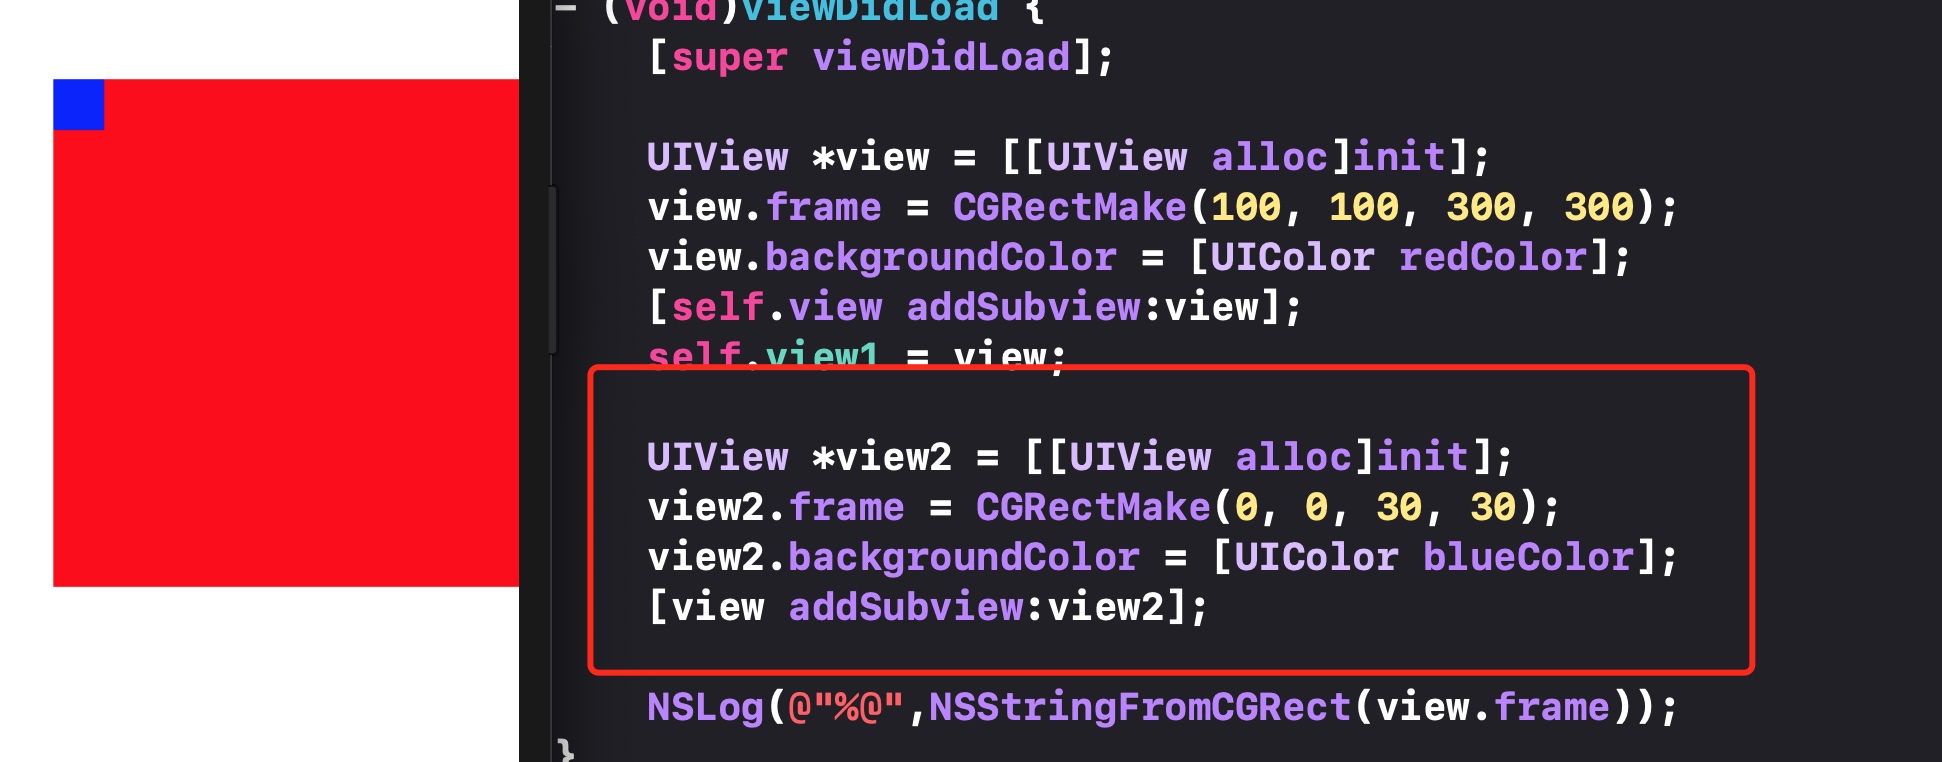 - (void)viewDidLoad {
[super viewDidLoad];
UIView *view = [[UIView alloc]init];
view.frame = CGRectMake(100, 100, 300, 300);
view.backgroundColor = [UIColor redColor];
[self.view addSubview:view];
self.view1 = view;
UIView *view2 = [[UIView alloc]init];
view2.frame = CGRectMake(0, 0, 30, 30);
view2.backgroundColor = [UIColor blueColor];
[view addSubview:view2];
NSLog(@"%@",NSStringFromCGRect(view.frame));
}